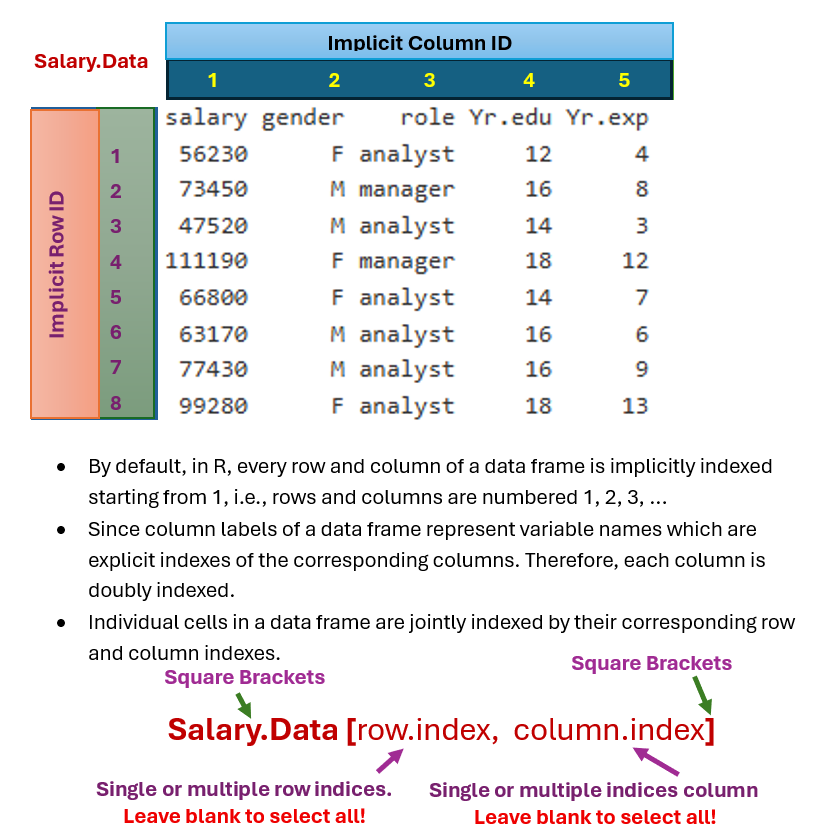 Implicit Column ID
Salary.Data
1 2 3 4 5
salary gender role Yr.edu Yr.exp
Implicit Row ID
1 56230 F analyst 12 4
2 73450 M manager 16 8
3 47520 M analyst 14 3
4 111190 F manager 18 12
5 66800 F analyst 14 7
6 63170 M analyst 16 6
7 77430 M analyst 16 9
8 99280 F analyst 18 13
• By default, in R, every row and column of a data frame is implicitly indexed
starting from 1, i.e., rows and columns are numbered 1, 2, 3, ...
• Since column labels of a data frame represent variable names which are
explicit indexes of the corresponding columns. Therefore, each column is
doubly indexed.
• Individual cells in a data frame are jointly indexed by their corresponding row
and column indexes.
Square Brackets
Square Brackets
Salary.Data [row.index, column.index]
Single or multiple row indices.
Leave blank to select all!
Single or multiple indices column
Leave blank to select all!